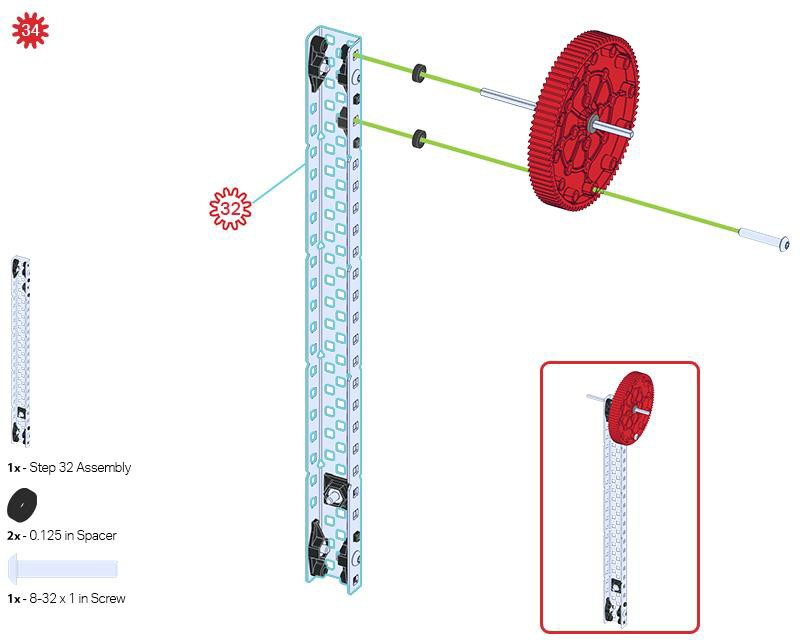 34
32
1x - Step 32 Assembly
2x - 0.125 in Spacer
1x - 8-32 x 1 in Screw